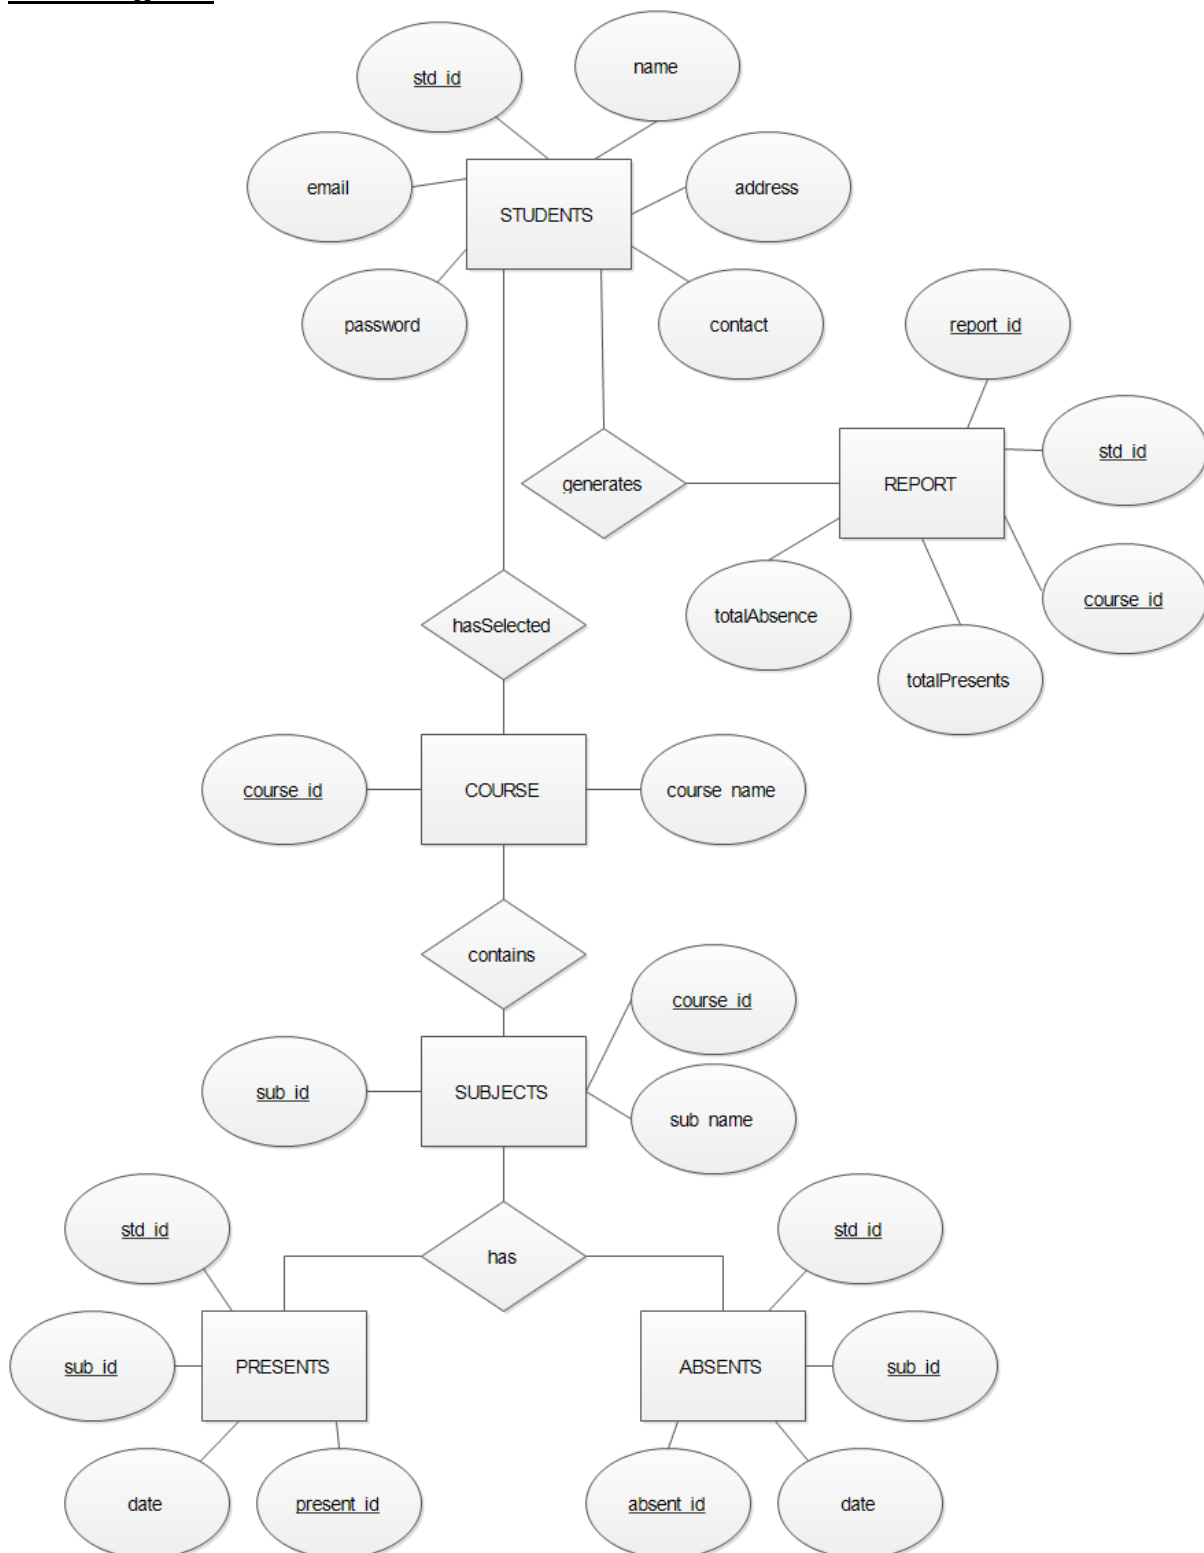 std_id
name
email
STUDENTS
address
password
contact
report_id
std_id
generates
REPORT
course_id
totalAbsence
hasSelected
totalPresents
course_id
COURSE
course_name
contains
course_id
sub_id
SUBJECTS
sub_name
std_id
std_id
has
sub_id
PRESENTS
ABSENTS
sub_id
date
present_id
absent_id
date